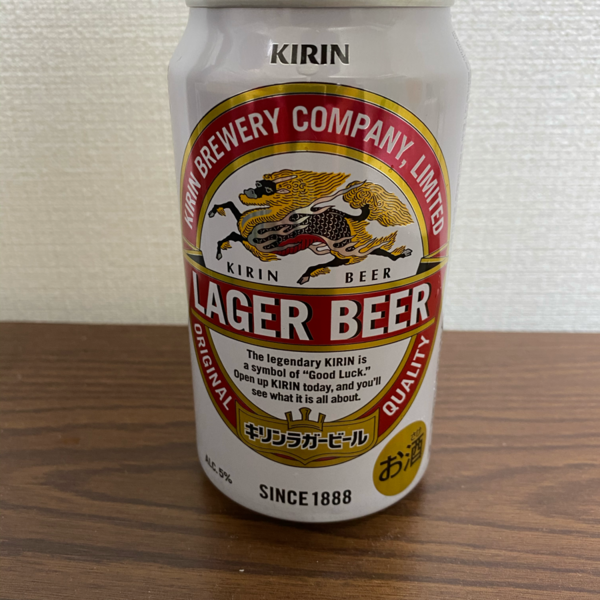 KIRIN
KIRIN BREWERY COMPANY, LIMITED
KIRIN BEER
LAGER BEER
ORIGINAL QUALITY
The legendary KIRIN is
a symbol of "Good Luck."
Open up KIRIN today, and you'll
see what it is all about.
キリンラガービール
お酒
ALC. 5%
SINCE 1888